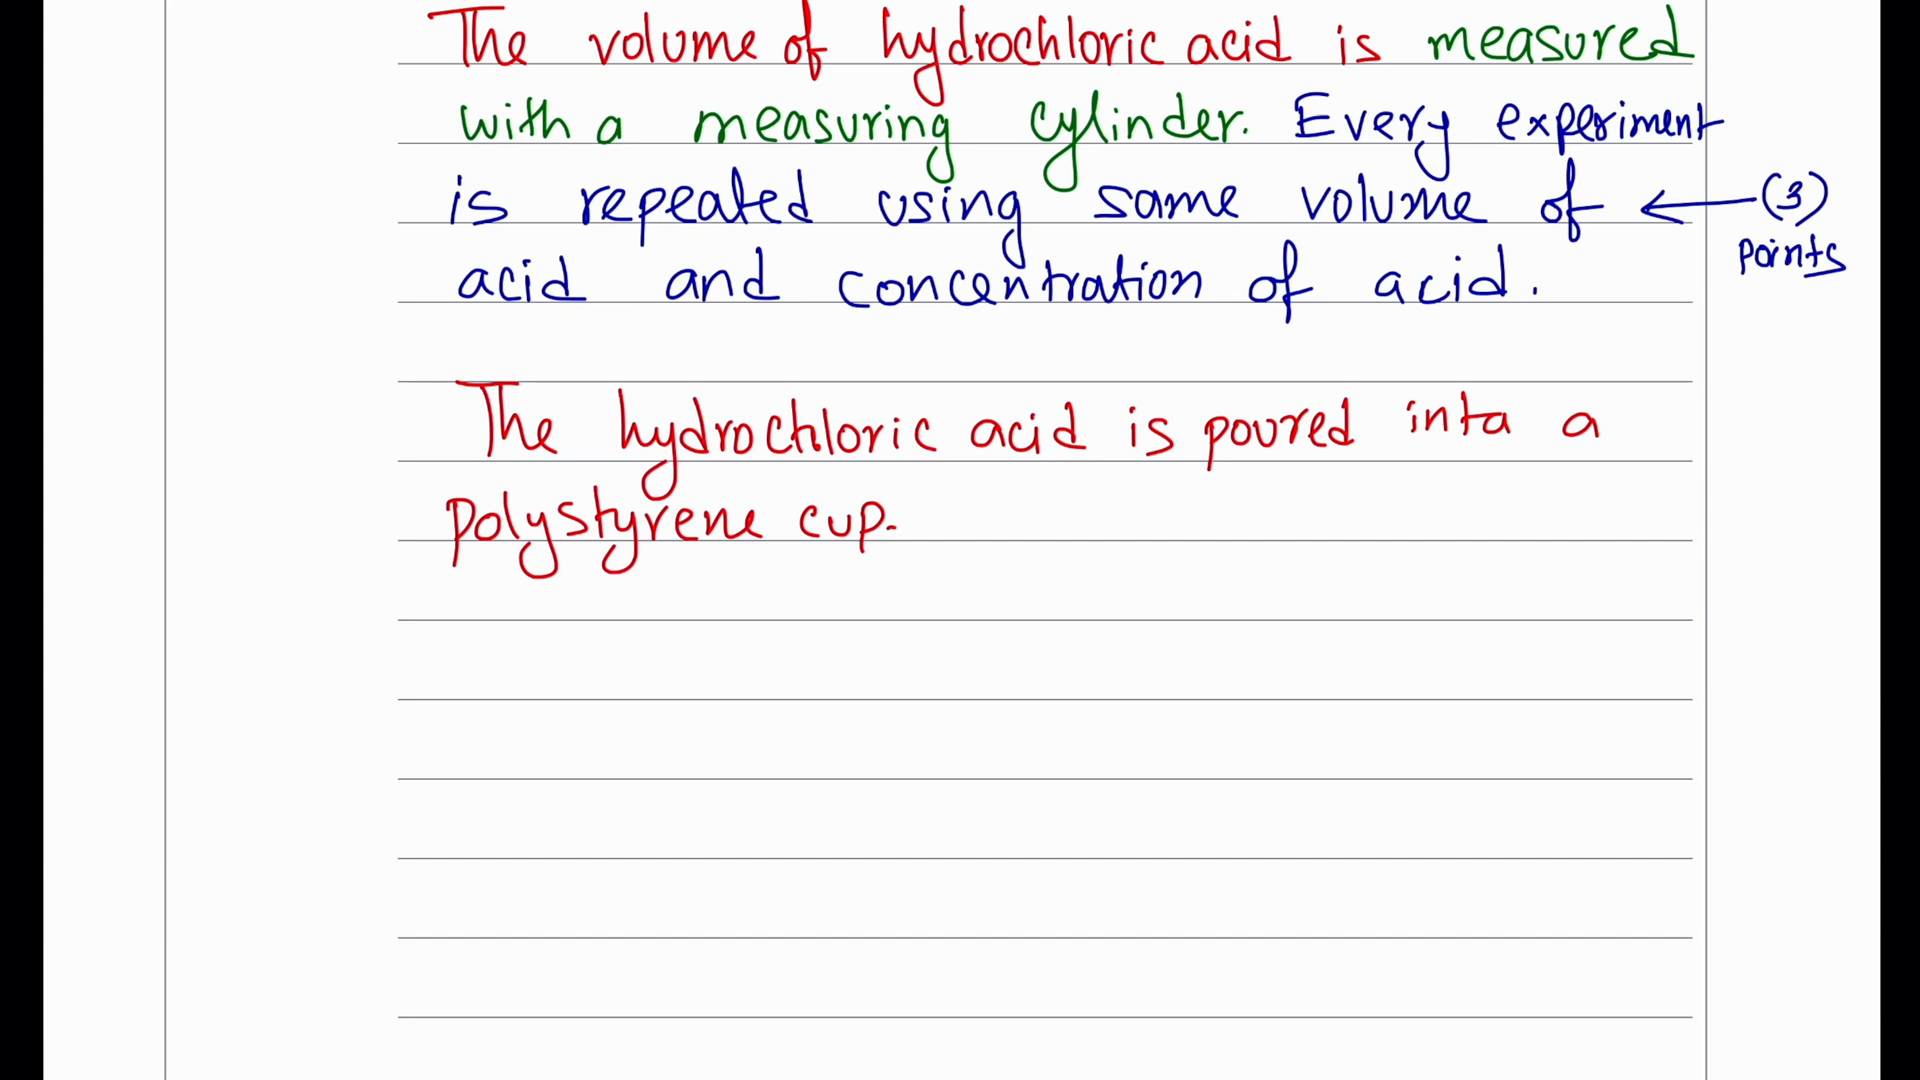 The volume of hydrochloric acid is measured
with a measuring cylinder. Every experiment
is repeated using same volume of ← (3)
points
acid and concentration of acid.
The hydrochloric acid is poured inta a
polystyrene cup.